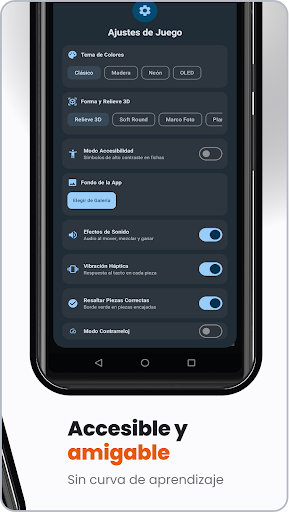 Ajustes de Juego
Tema de Colores
Clásico Madera Neón OLED
Forma y Relieve 3D
Relieve 3D Soft Round Marco Foto
Modo Accesibilidad
Símbolos de alto contraste en fichas
Fondo de la App
Elegir de Galería
Efectos de Sonido
Audio al mover, mezclar y ganar
Vibración Háptica
Respuesta al tacto en cada pieza
Resaltar Piezas Correctas
Borde verde en piezas encajadas
Modo Contrarreloj
Accesible y
amigable
Sin curva de aprendizaje